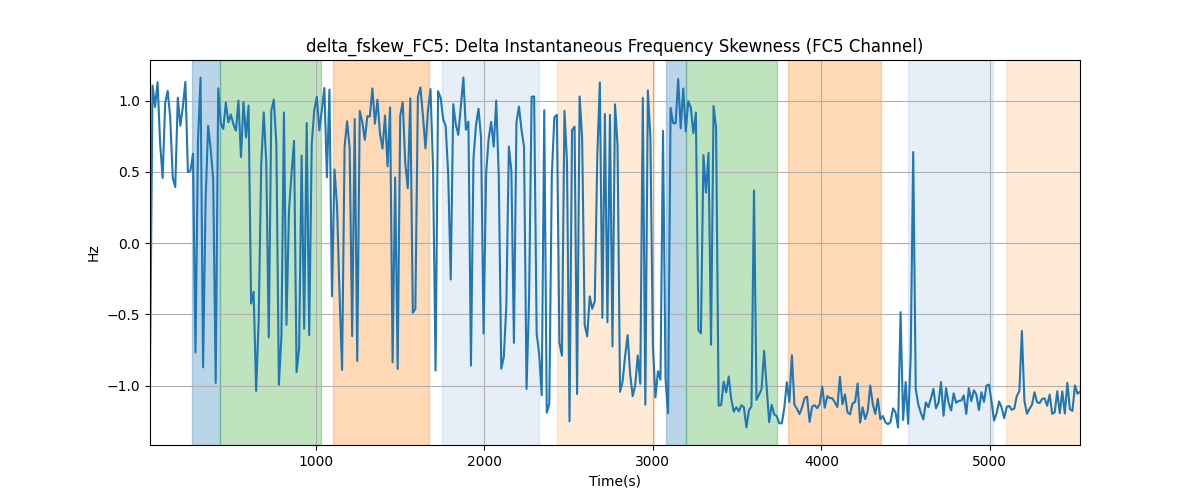 delta_fskew_FC5: Delta Instantaneous Frequency Skewness (FC5 Channel)
1.0
0.5
0.0
−0.5
−1.0
Hz
1000 2000 3000 4000 5000
Time(s)